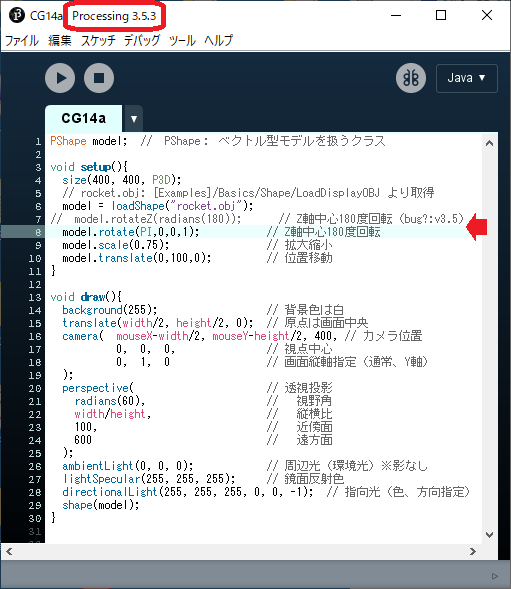 CG14a Processing 3.5.3
ファイル 編集 スケッチ デバッグ ツール ヘルプ
Java ▼
CG14a ▼
1 PShape model;  // PShape： ベクトル型モデルを扱うクラス
2
3 void setup(){
4   size(400, 400, P3D);
5   // rocket.obj: [Examples]/Basics/Shape/LoadDisplayOBJ より取得
6   model = loadShape("rocket.obj");
7 //  model.rotateZ(radians(180));      // Z軸中心180度回転（bug?:v3.5）
8   model.rotate(PI,0,0,1);           // Z軸中心180度回転
9   model.scale(0.75);                // 拡大縮小
10   model.translate(0,100,0);         // 位置移動
11 }
12
13 void draw(){
14   background(255);                  // 背景色は白
15   translate(width/2, height/2, 0);  // 原点は画面中央
16   camera(  mouseX-width/2, mouseY-height/2, 400, // カメラ位置
17            0,  0,  0,               // 視点中心
18            0,  1,  0                // 画面縦軸指定（通常、Y軸）
19   );
20   perspective(                      // 透視投影
21     radians(60),                    //   視野角
22     width/height,                   //   縦横比
23     100,                            //   近傍面
24     600                             //   遠方面
25   );
26   ambientLight(0, 0, 0);            // 周辺光（環境光）※影なし
27   lightSpecular(255, 255, 255);     // 鏡面反射色
28   directionalLight(255, 255, 255, 0, 0, -1);  // 指向光（色、方向指定）
29   shape(model);
30 }
31
32